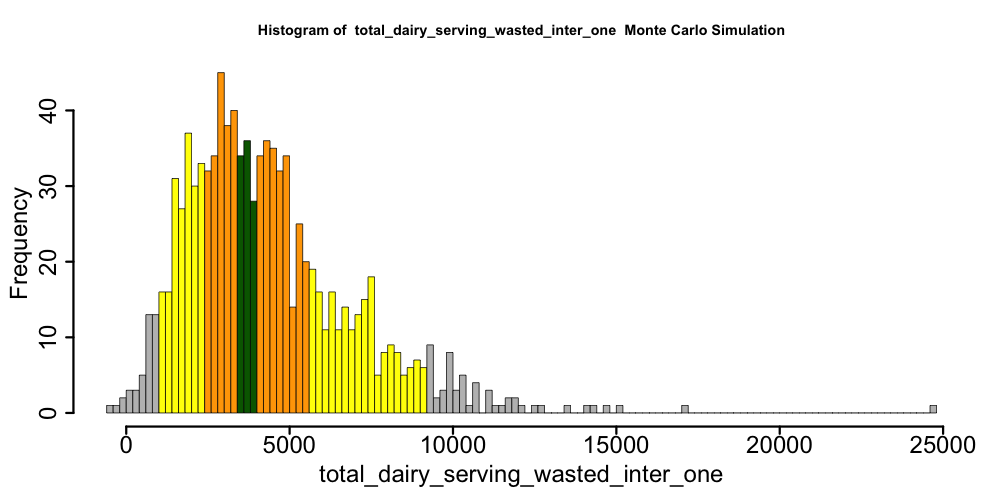 Histogram of  total_dairy_serving_wasted_inter_one  Monte Carlo Simulation
Frequency
40
30
20
10
0
0 5000 10000 15000 20000 25000
total_dairy_serving_wasted_inter_one